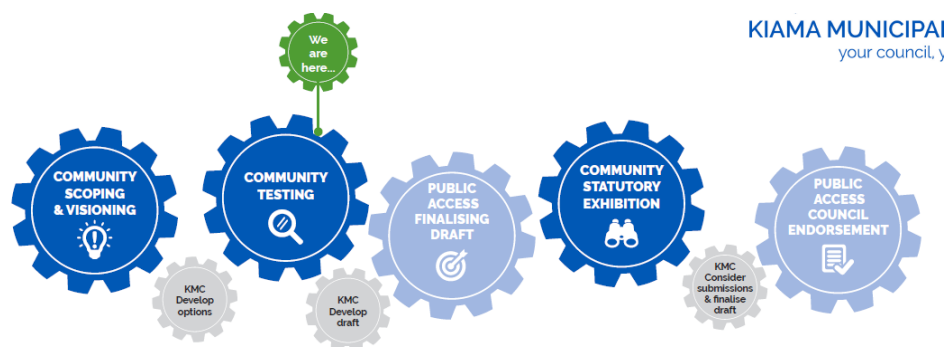 KIAMA MUNICIPA
your council, y
We
are
here...
COMMUNITY
SCOPING
& VISIONING
COMMUNITY
TESTING
PUBLIC
ACCESS
FINALISING
DRAFT
COMMUNITY
STATUTORY
EXHIBITION
PUBLIC
ACCESS
COUNCIL
ENDORSEMENT
KMC
Develop
options
KMC
Develop
draft
KMC
Consider
submissions
& finalise
draft